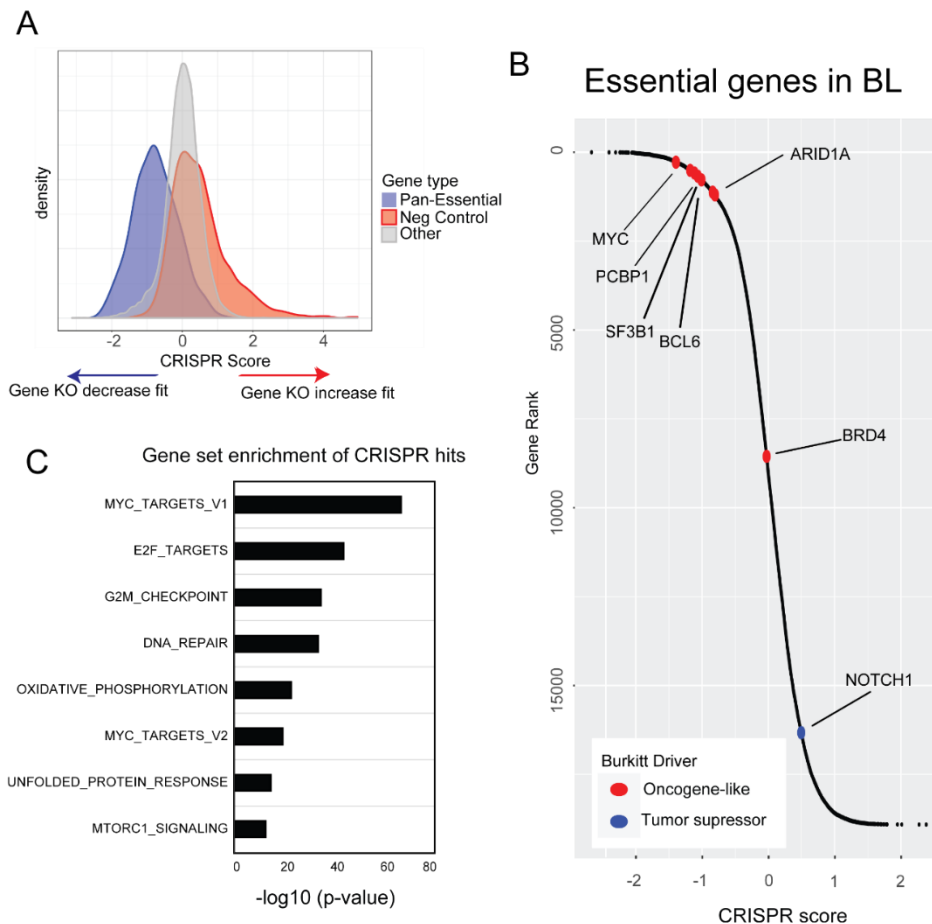 A
density
-2
0
2
4
CRISPR Score
Gene KO decrease fit
Gene KO increase fit
Gene type
Pan-Essential
Neg Control
Other
B
Essential genes in BL
0
5000
10000
15000
Gene Rank
ARID1A
MYC
PCBP1
SF3B1
BCL6
BRD4
NOTCH1
Burkitt Driver
Oncogene-like
Tumor supressor
-2
-1
0
1
2
CRISPR score
C
Gene set enrichment of CRISPR hits
MYC_TARGETS_V1
E2F_TARGETS
G2M_CHECKPOINT
DNA_REPAIR
OXIDATIVE_PHOSPHORYLATION
MYC_TARGETS_V2
UNFOLDED_PROTEIN_RESPONSE
MTORC1_SIGNALING
0
20
40
60
80
-log10 (p-value)